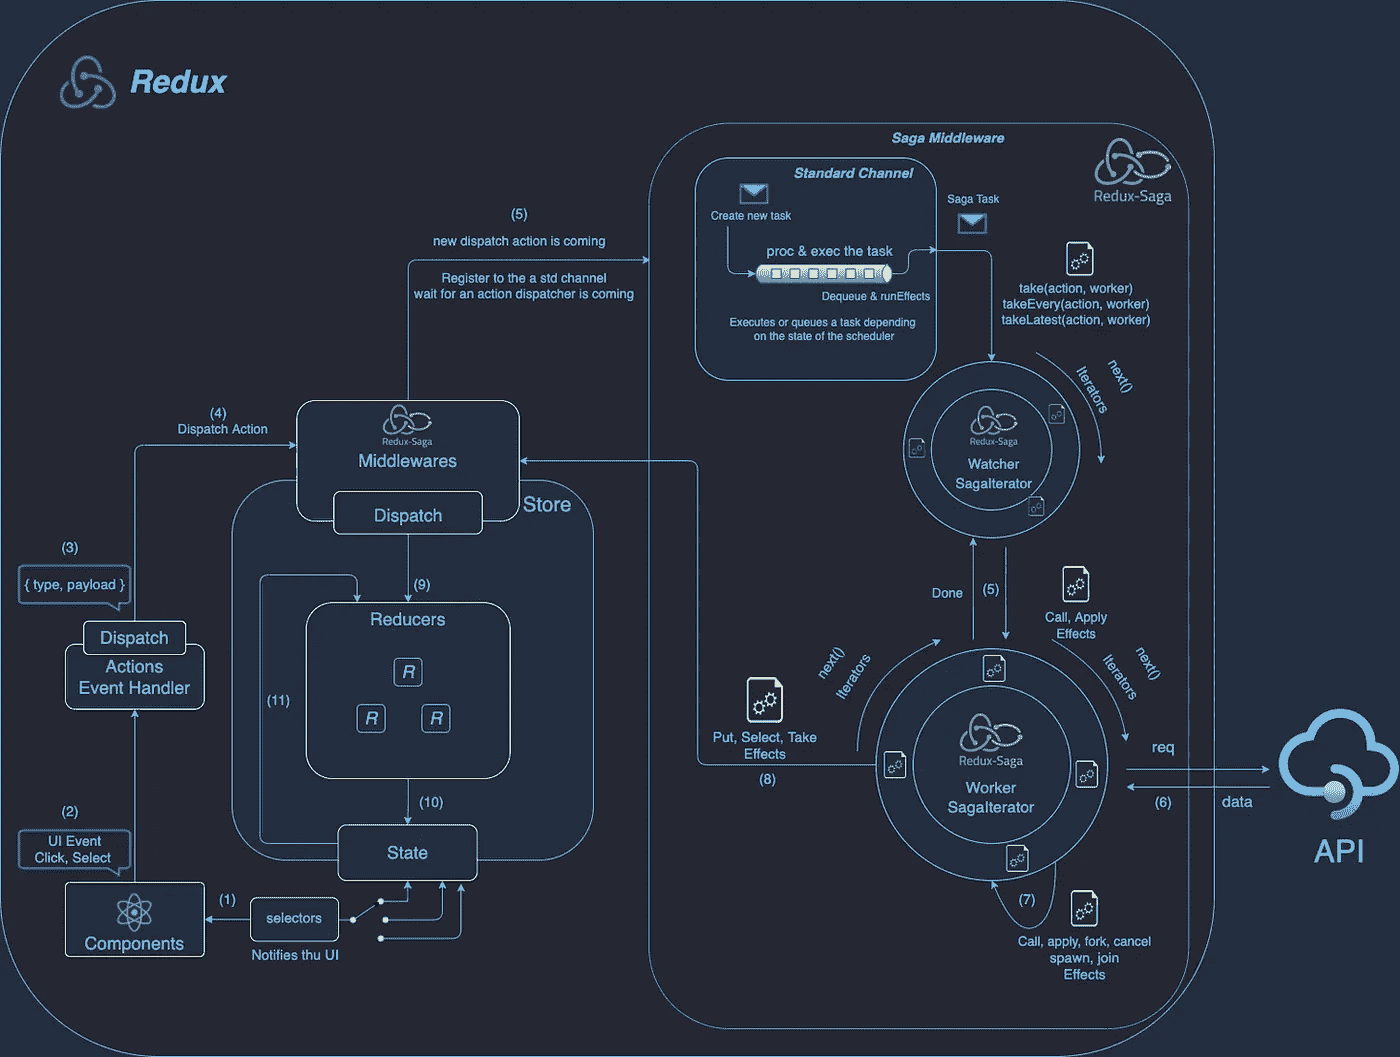 Redux
Saga Middleware
Redux-Saga
Standard Channel
Create new task
proc & exec the task
Dequeue & runEffects
Executes or queues a task depending
on the state of the scheduler
Saga Task
take(action, worker)
takeEvery(action, worker)
takeLatest(action, worker)
(5)
new dispatch action is coming
Register to the a std channel
wait for an action dispatcher is coming
next()
Iterators
Redux-Saga
Watcher
SagaIterator
(4)
Dispatch Action
Redux-Saga
Middlewares
Dispatch
Store
(3)
{ type, payload }
Dispatch
Actions
Event Handler
(9)
Reducers
R
R
R
(11)
(10)
State
(2)
UI Event
Click, Select
Components
(1)
selectors
Notifies thu UI
Done
(5)
Call, Apply
Effects
next()
Iterators
next()
Iterators
Put, Select, Take
Effects
(8)
Redux-Saga
Worker
SagaIterator
req
(6)
data
API
(7)
Call, apply, fork, cancel
spawn, join
Effects